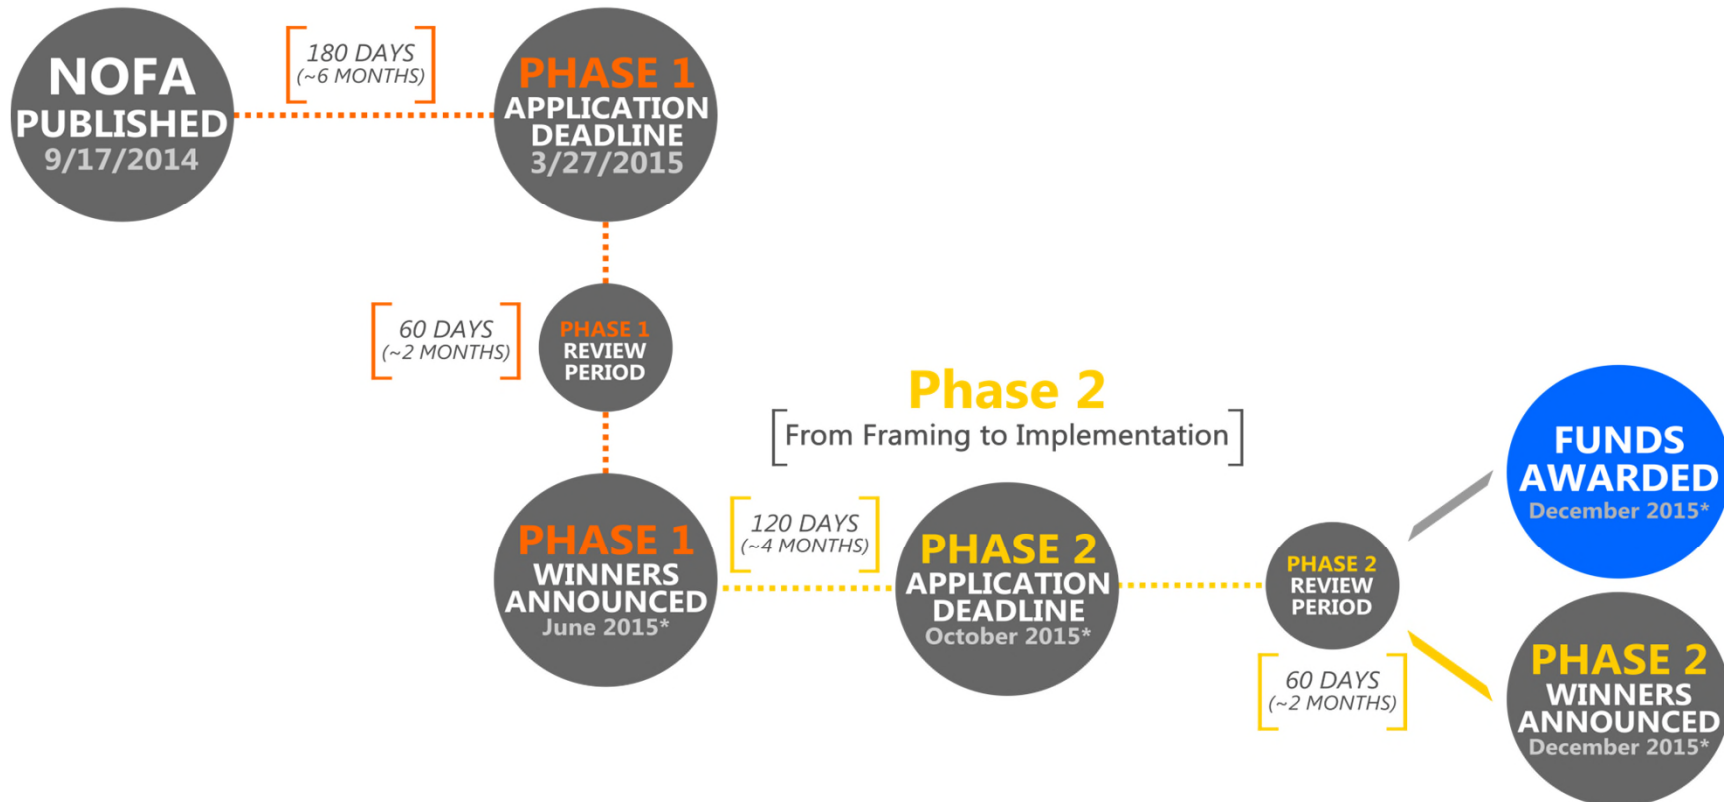 NOFA
PUBLISHED
9/17/2014
180 DAYS
(~6 MONTHS)
PHASE 1
APPLICATION
DEADLINE
3/27/2015
60 DAYS
(~2 MONTHS)
PHASE 1
REVIEW
PERIOD
PHASE 1
WINNERS
ANNOUNCED
June 2015*
Phase 2
From Framing to Implementation
120 DAYS
(~4 MONTHS)
PHASE 2
APPLICATION
DEADLINE
October 2015*
PHASE 2
REVIEW
PERIOD
60 DAYS
(~2 MONTHS)
FUNDS
AWARDED
December 2015*
PHASE 2
WINNERS
ANNOUNCED
December 2015*